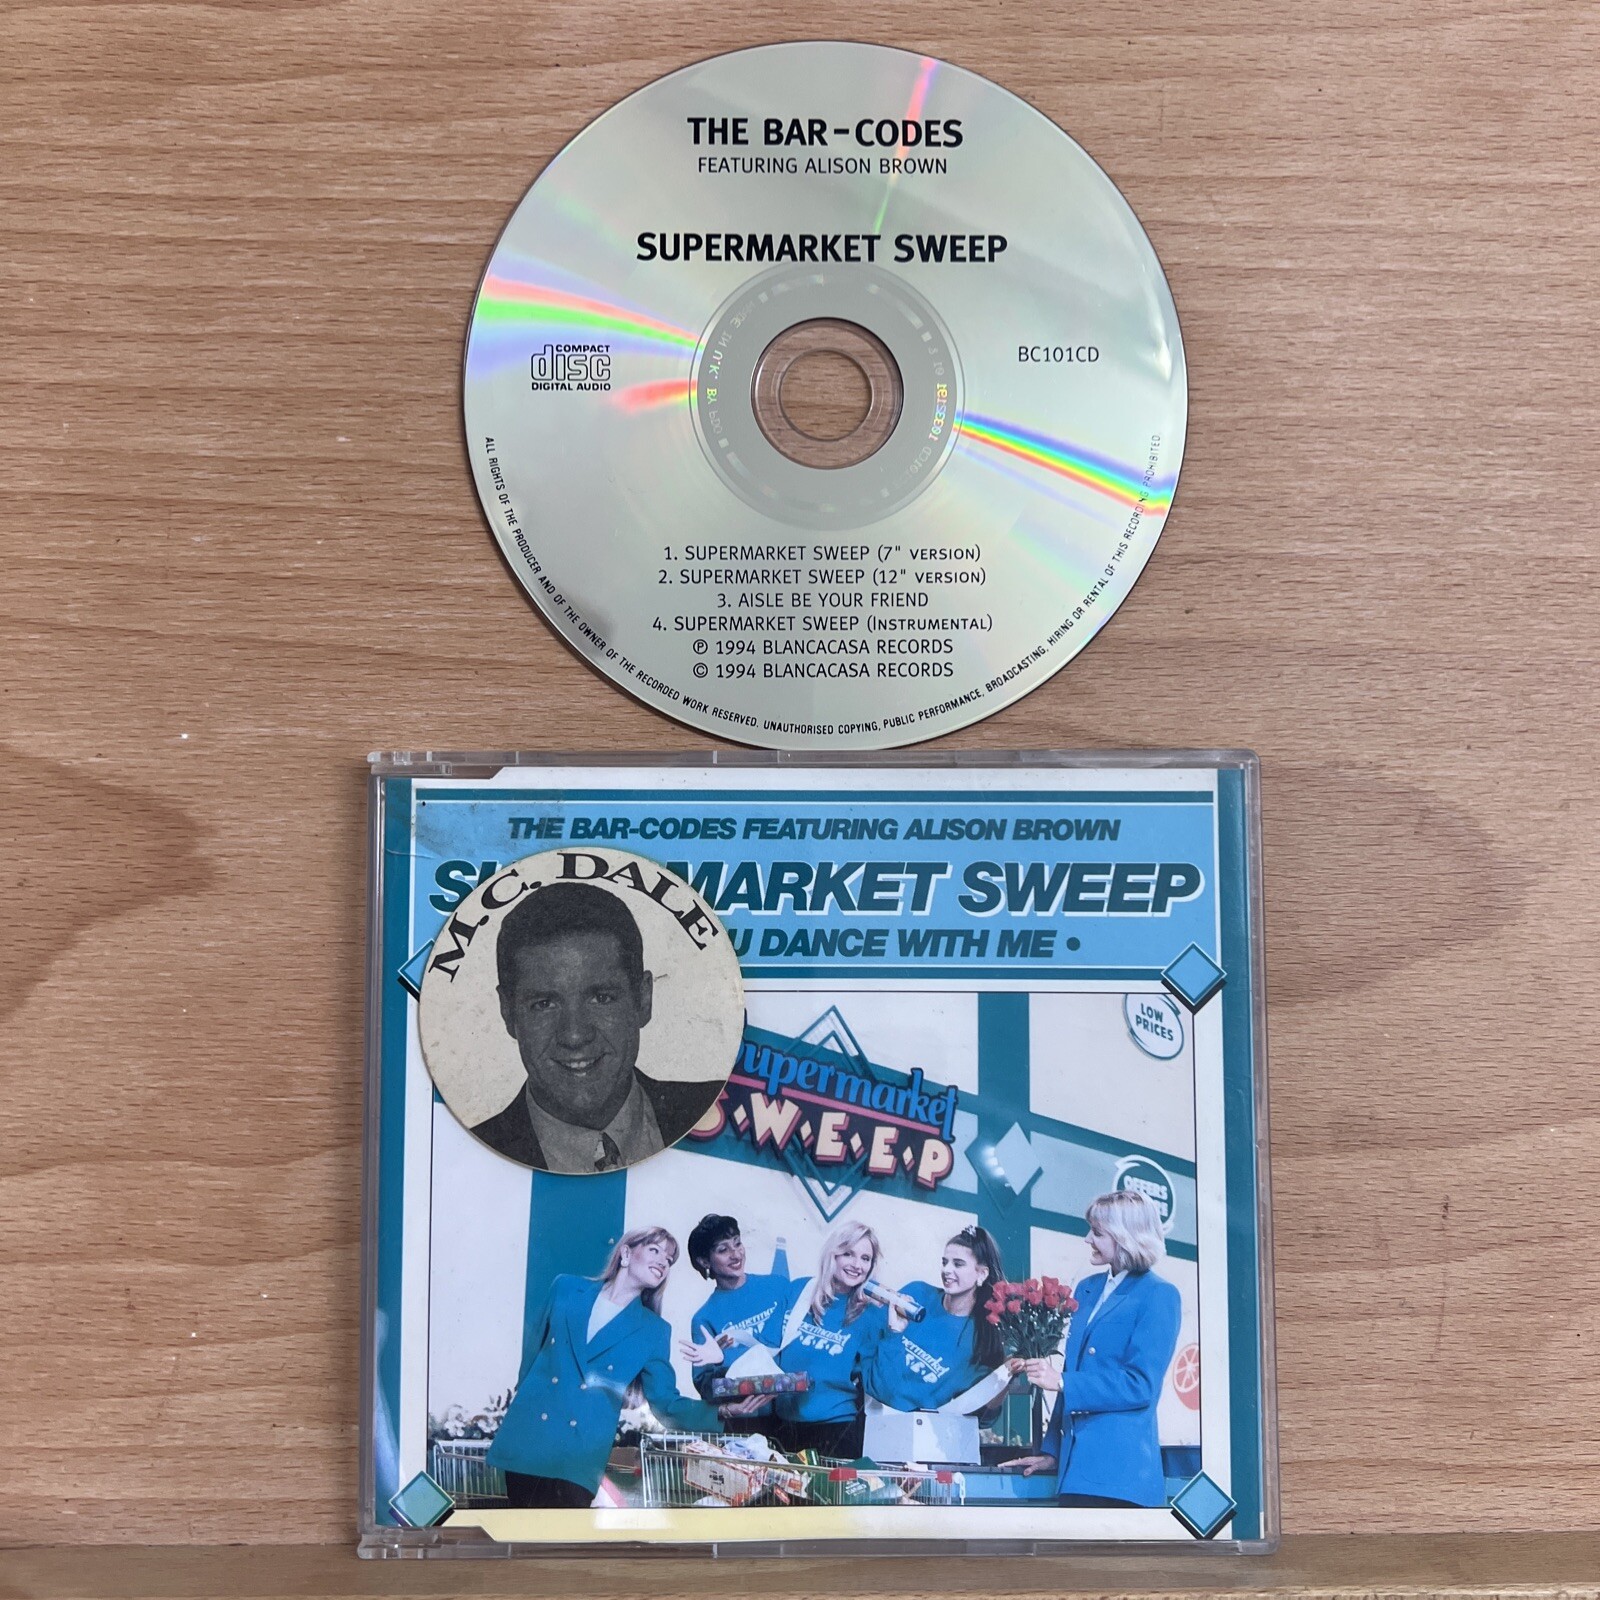 THE BAR-CODES
FEATURING ALISON BROWN
SUPERMARKET SWEEP
COMPACT
disc
DIGITAL AUDIO
BC101CD
1. SUPERMARKET SWEEP (7" VERSION)
2. SUPERMARKET SWEEP (12" VERSION)
3. AISLE BE YOUR FRIEND
4. SUPERMARKET SWEEP (INSTRUMENTAL)
℗ 1994 BLANCACASA RECORDS
© 1994 BLANCACASA RECORDS
ALL RIGHTS OF THE PRODUCER AND OF THE OWNER OF THE RECORDED WORK RESERVED. UNAUTHORISED COPYING, PUBLIC PERFORMANCE, BROADCASTING, HIRING OR RENTAL OF THIS RECORDING PROHIBITED.
THE BAR-CODES FEATURING ALISON BROWN
SU MARKET SWEEP
U DANCE WITH ME •
M.C. DALE
LOW
PRICES
upermarket
S•W•E•E•P
OFFERS